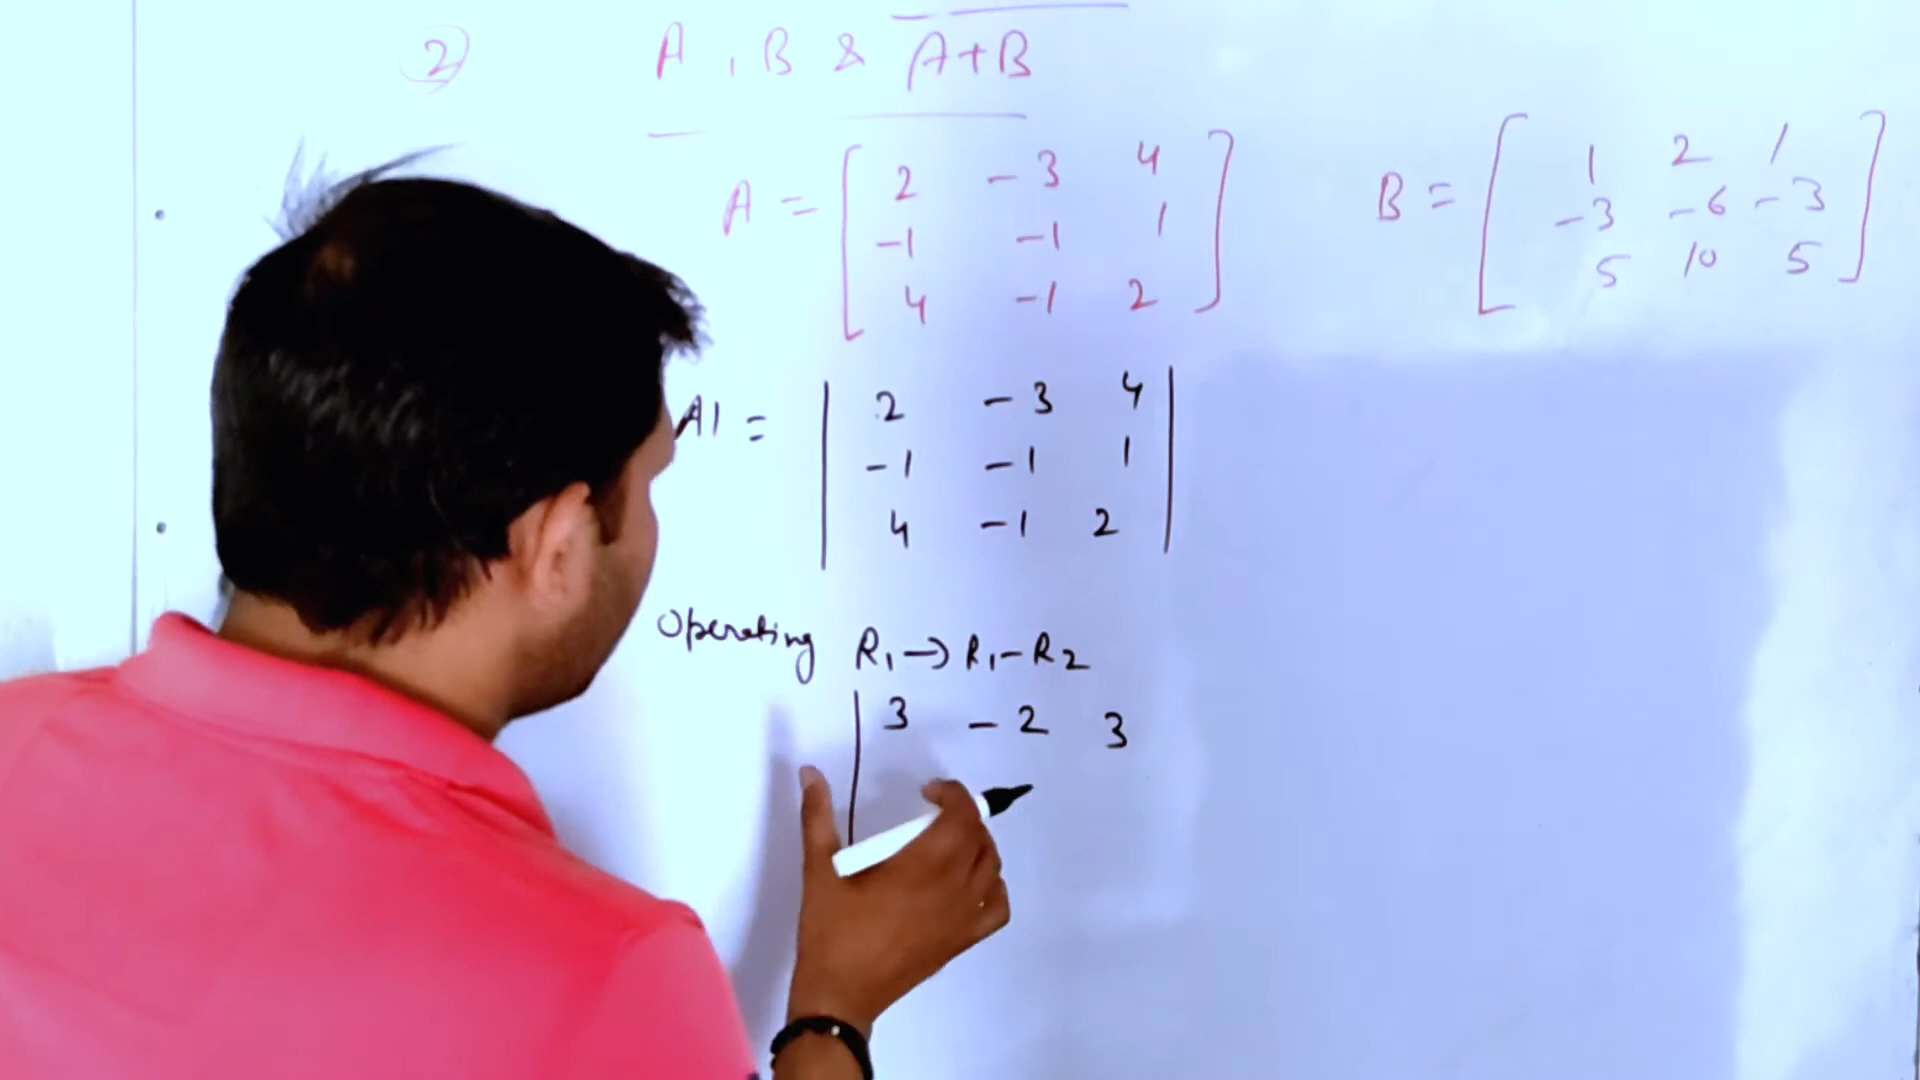 2) A, B & A+B
A = [ 2 -3 4
-1 -1 1
4 -1 2 ]
B = [ 1 2 1
-3 -6 -3
5 10 5 ]
A| = | 2 -3 4 |
-1 -1 1
4 -1 2
Operating R₁→R₁-R₂
| 3 -2 3